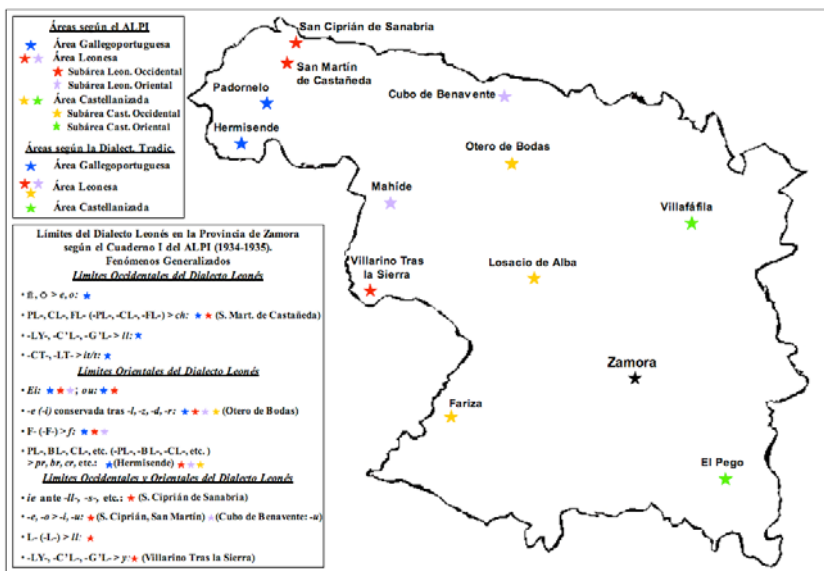 Áreas según el ALPI
Área Gallegoportuguesa
Área Leonesa
Subárea Leon. Occidental
Subárea Leon. Oriental
Área Castellanizada
Subárea Cast. Occidental
Subárea Cast. Oriental
Áreas según la Dialect. Tradic.
Área Gallegoportuguesa
Área Leonesa
Área Castellanizada
San Ciprián de Sanabria
San Martín
de Castañeda
Padornelo
Cubo de Benavente
Hermisende
Otero de Bodas
Mahíde
Villafáfila
Villarino Tras
la Sierra
Losacio de Alba
Zamora
Fariza
El Pego
Límites del Dialecto Leonés en la Provincia de Zamora
según el Cuaderno I del ALPI (1934-1935).
Fenómenos Generalizados
Límites Occidentales del Dialecto Leonés
• > e, o:
• PL-, CL-, FL- (-PL-, -CL-, -FL-) > ch: (S. Mart. de Castañeda)
• -LY-, -C'L-, -G'L- > ll:
• -CT-, -LT- > it/t:
Límites Orientales del Dialecto Leonés
• Ei: ; ou:
• -e (-i) conservada tras -l, -z, -d, -r: (Otero de Bodas)
• F- (-F-) > f:
• PL-, BL-, CL-, etc. (-PL-, -BL-, -CL-, etc.)
> pr, br, cr, etc.: (Hermisende)
Límites Occidentales y Orientales del Dialecto Leonés
• ie ante -ll-, -s-, etc.: (S. Ciprián de Sanabria)
• -e, -o > -i, -u: (S. Ciprián, San Martín) (Cubo de Benavente: -u)
• L- (-L-) > ll:
• -LY-, -C'L-, -G'L- > y: (Villarino Tras la Sierra)